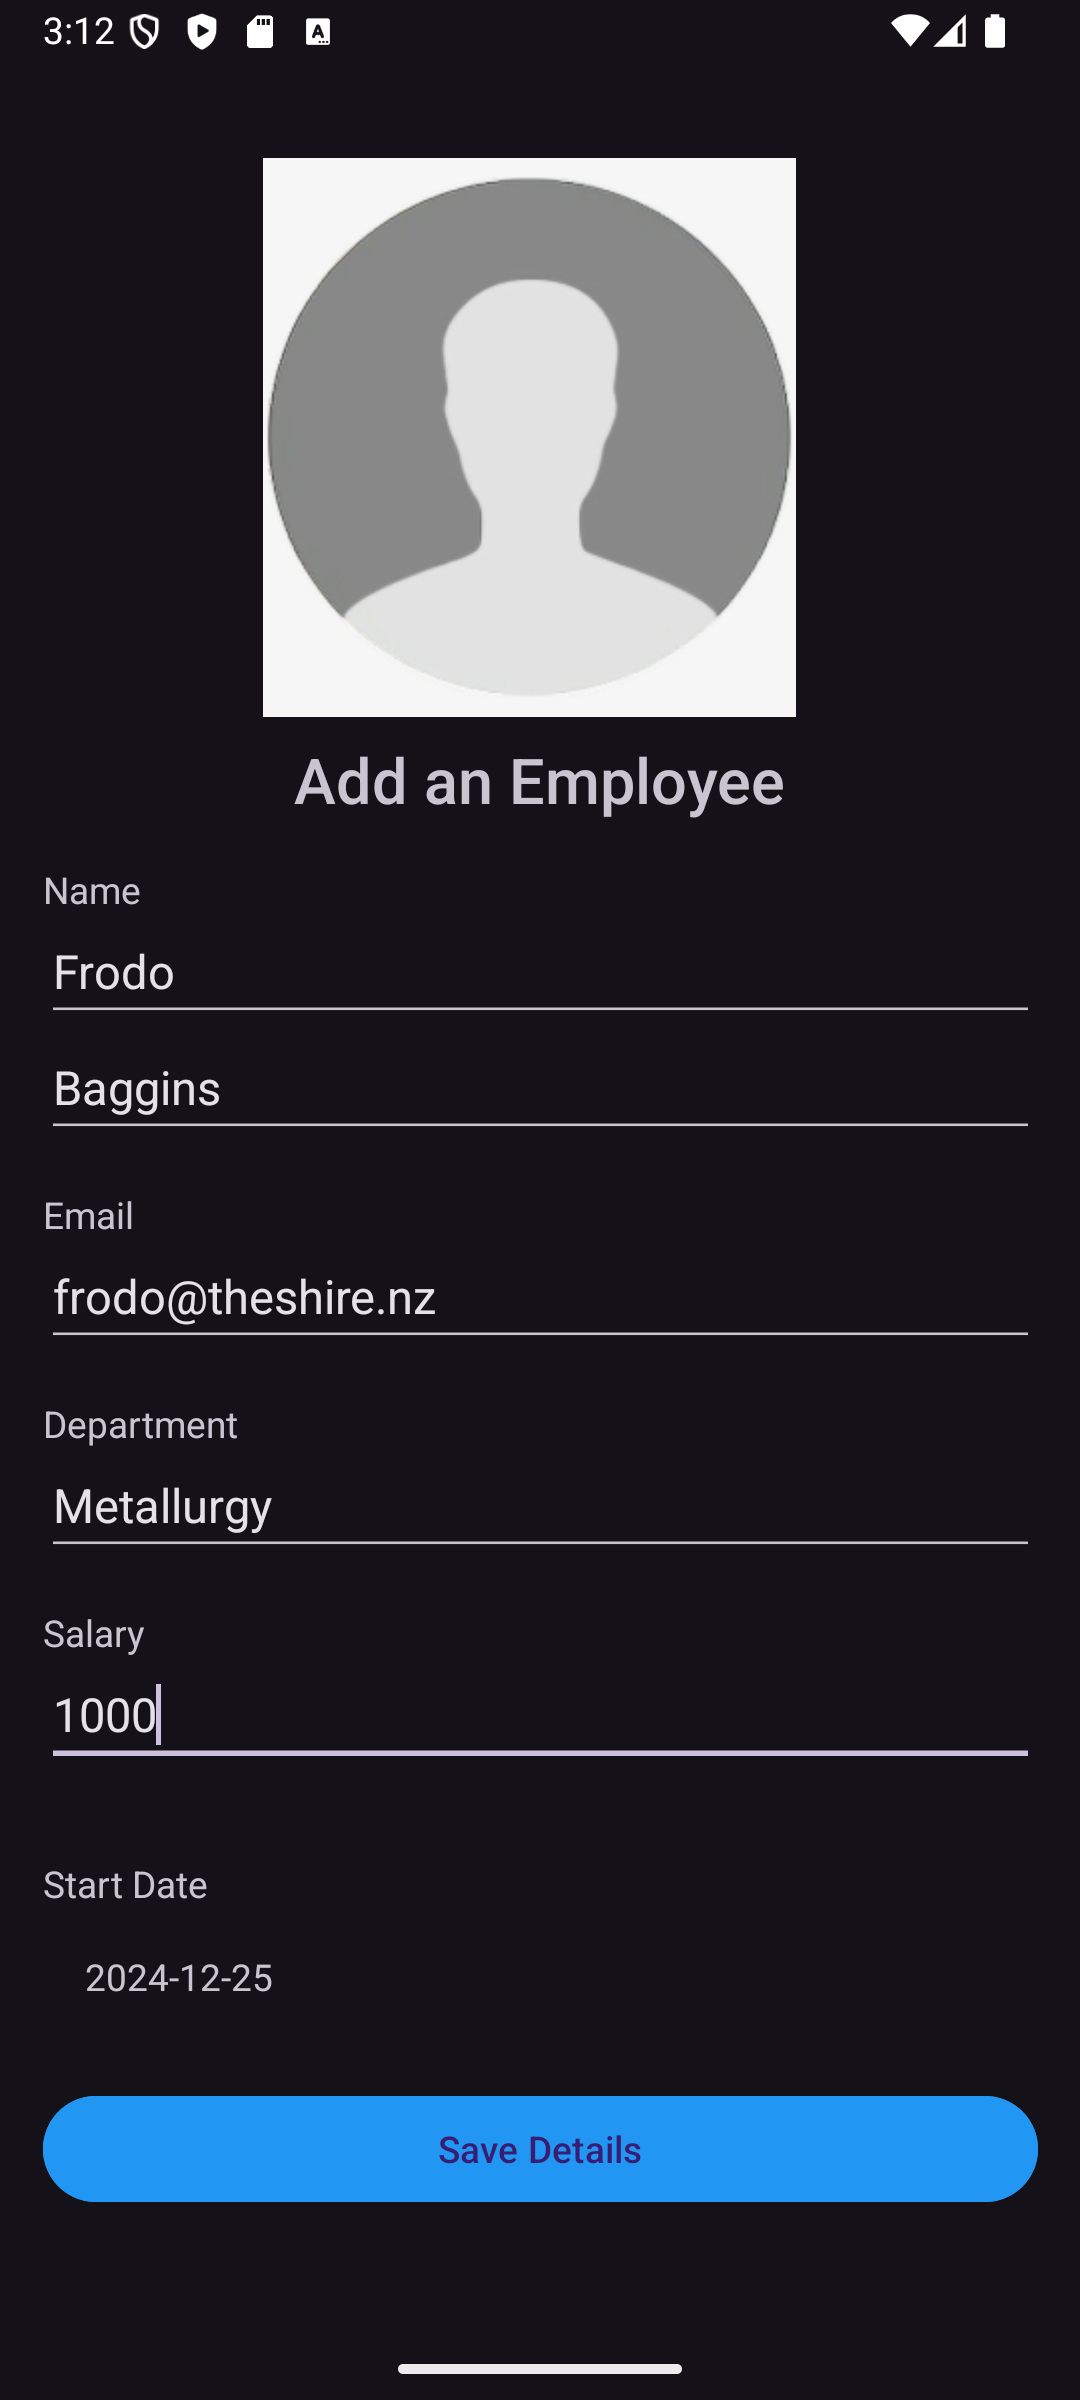 3:12
Add an Employee
Name
Frodo
Baggins
Email
frodo@theshire.nz
Department
Metallurgy
Salary
1000
Start Date
2024-12-25
Save Details